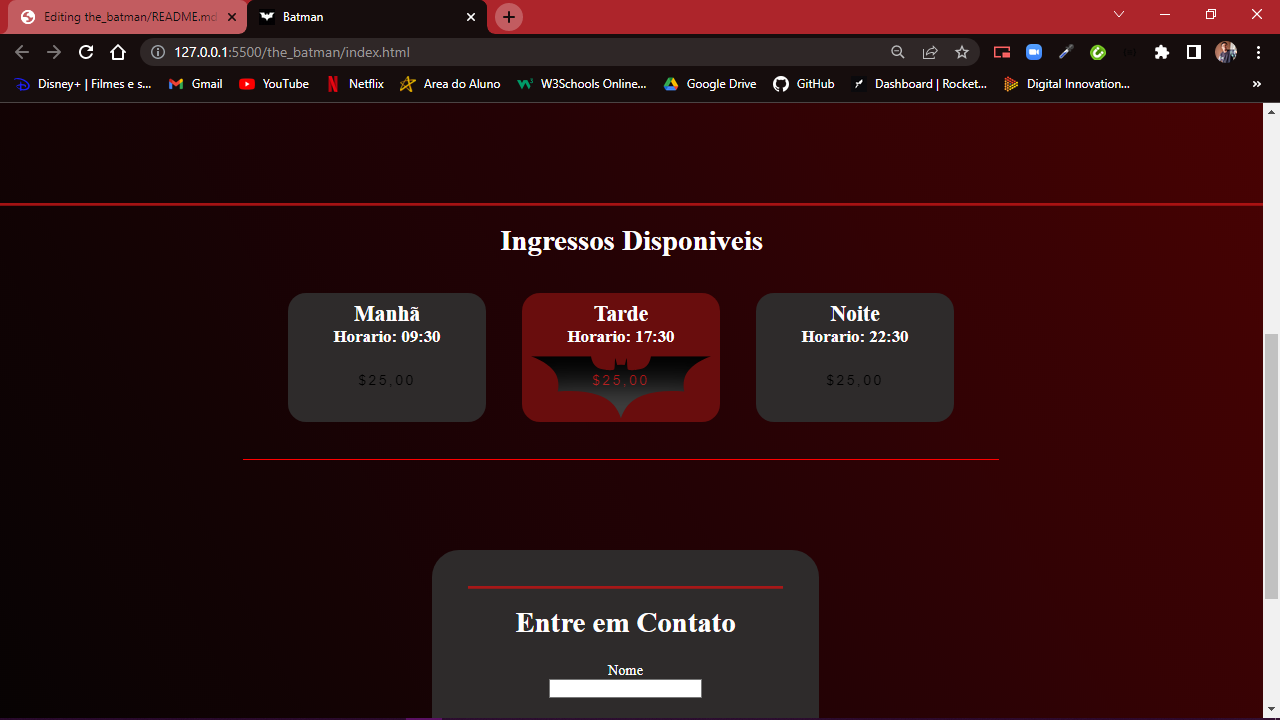 Editing the_batman/README.md
Batman
127.0.0.1:5500/the_batman/index.html
Disney+ | Filmes e s...
Gmail
YouTube
Netflix
Area do Aluno
W3Schools Online...
Google Drive
GitHub
Dashboard | Rocket...
Digital Innovation...
»
Ingressos Disponiveis
Manhã
Horario: 09:30
$25,00
Tarde
Horario: 17:30
$25,00
Noite
Horario: 22:30
$25,00
Entre em Contato
Nome